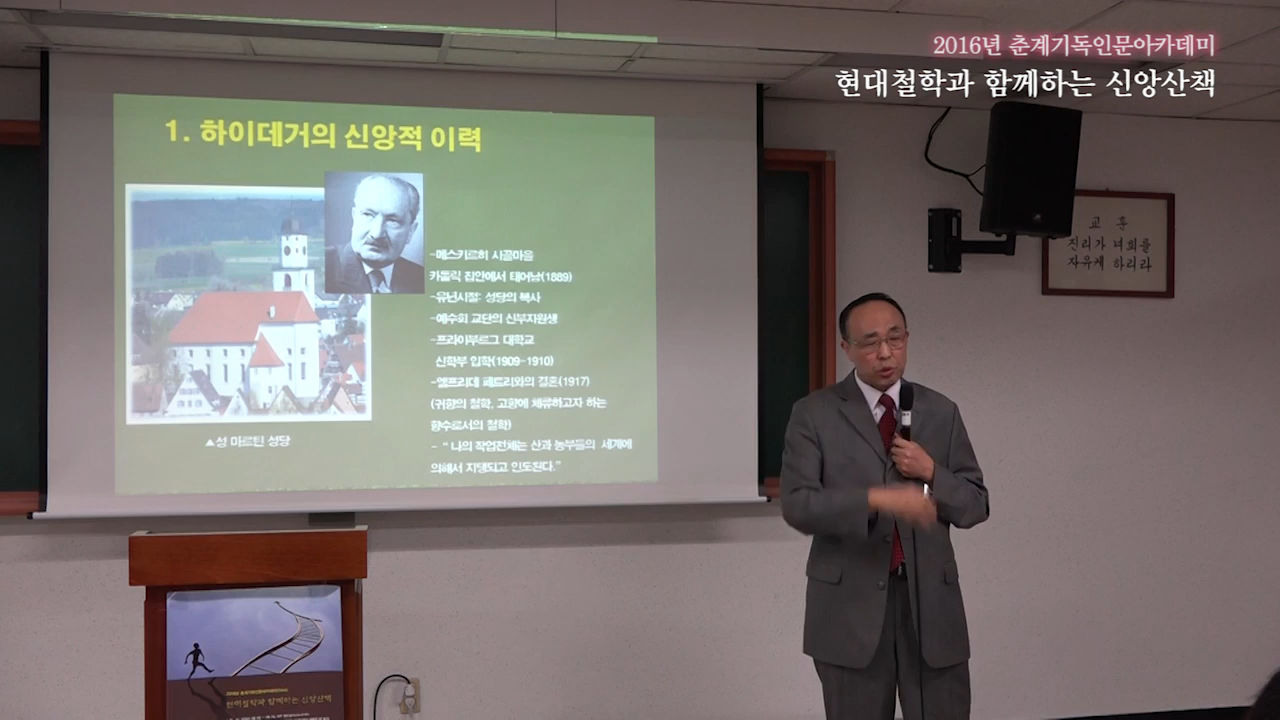 2016년 춘계기독인문아카데미
현대철학과 함께하는 신앙산책
1. 하이데거의 신앙적 이력
-메스키르히 시골마을
카톨릭 집안에서 태어남(1889)
-유년시절: 성당의 복사
-예수회 교단의 신부지원생
-프라이부르그 대학교
신학부 입학(1909-1910)
-엘프리데 페트리와의 결혼(1917)
(귀향의 철학, 고향에 체류하고자 하는
향수로서의 철학)
- " 나의 작업전체는 산과 농부들의 세계에
의해서 지탱되고 인도된다."
▲성 마르틴 성당
교 훈
진리가 너희를
자유케 하리라
현대철학과 함께하는 신앙산책